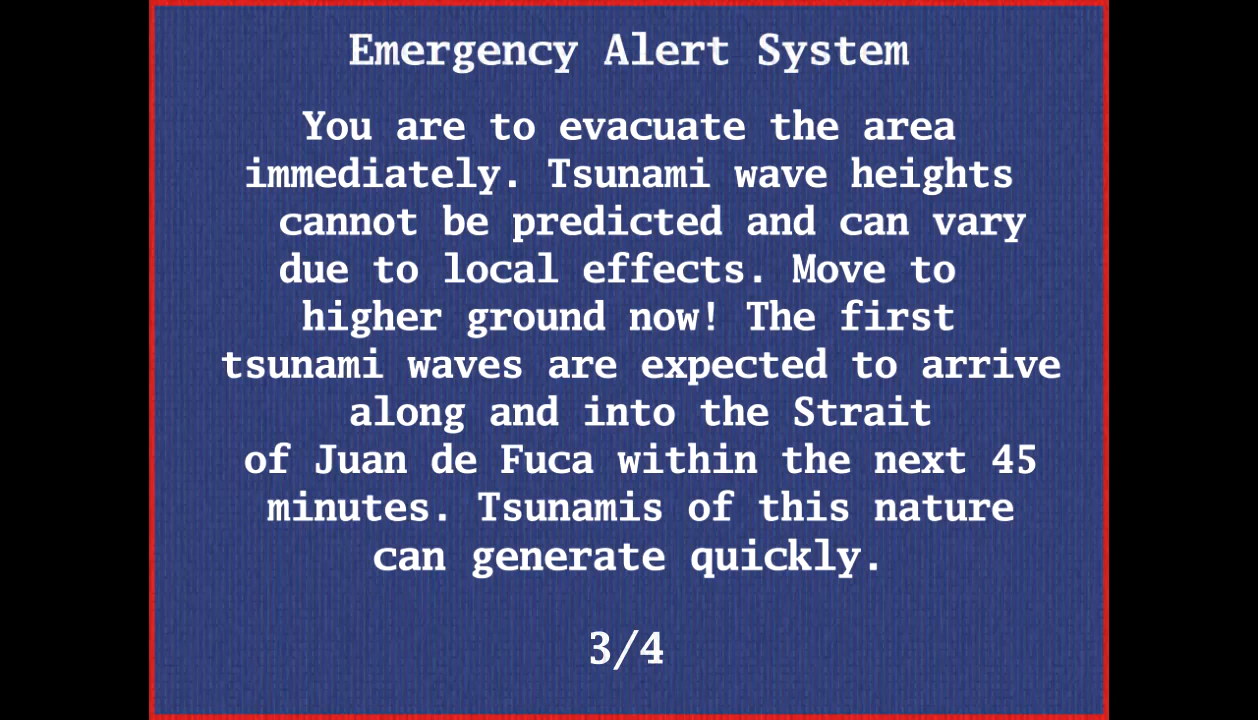 Emergency Alert System
You are to evacuate the area
immediately. Tsunami wave heights
cannot be predicted and can vary
due to local effects. Move to
higher ground now! The first
tsunami waves are expected to arrive
along and into the Strait
of Juan de Fuca within the next 45
minutes. Tsunamis of this nature
can generate quickly.
3/4